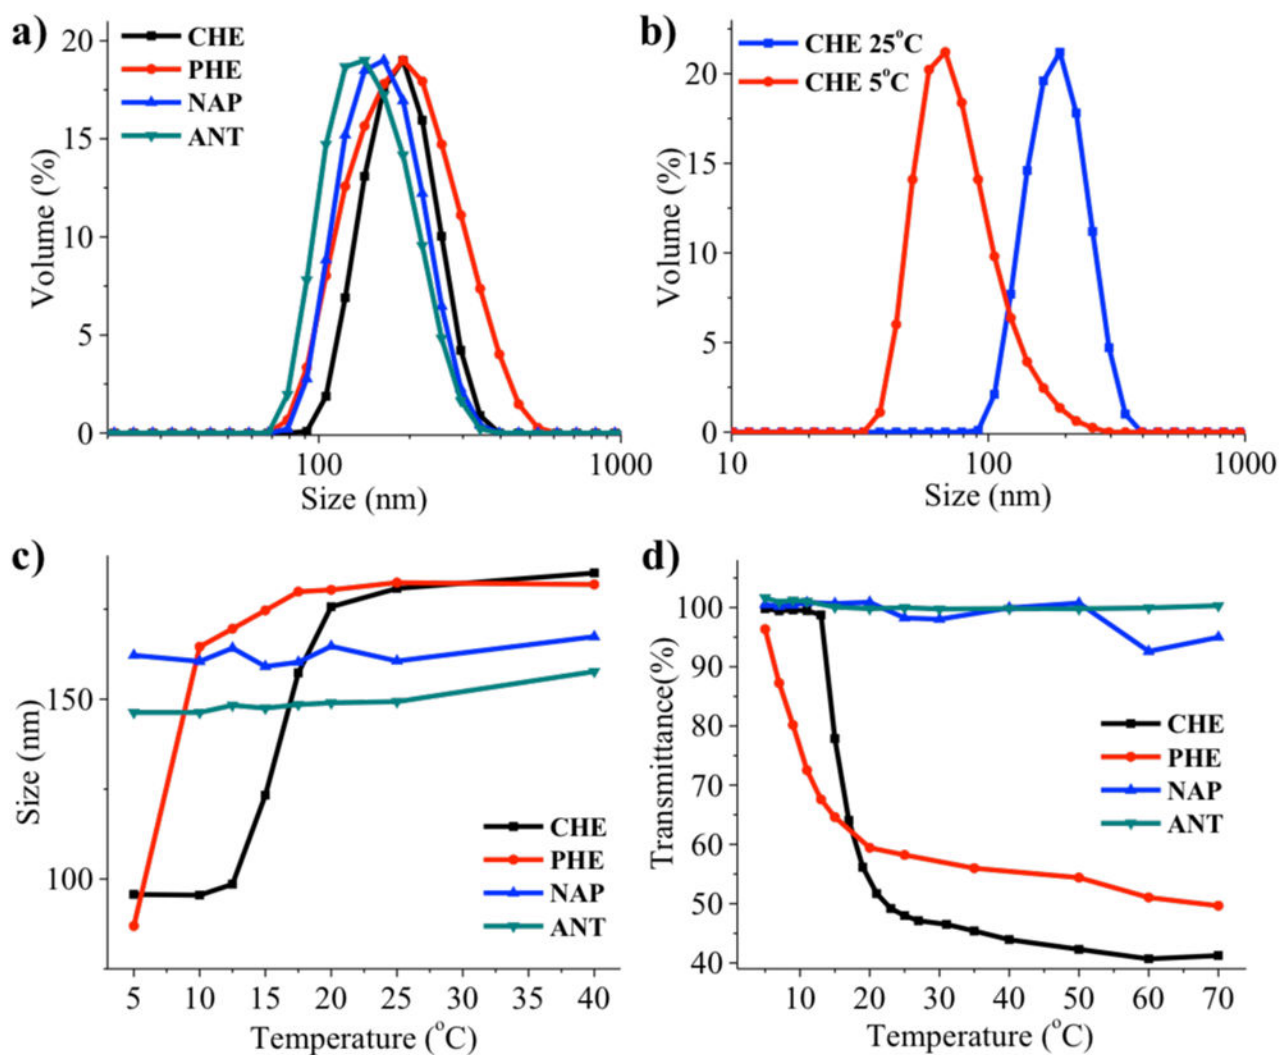 a)
CHE
PHE
NAP
ANT
20
15
10
5
0
Volume (%)
100
1000
Size (nm)
b)
CHE 25°C
CHE 5°C
20
15
10
5
0
Volume (%)
10
100
1000
Size (nm)
c)
150
100
Size (nm)
CHE
PHE
NAP
ANT
5 10 15 20 25 30 35 40
Temperature (°C)
d)
100
90
80
70
60
50
40
Transmittance(%)
CHE
PHE
NAP
ANT
10 20 30 40 50 60 70
Temperature (°C)